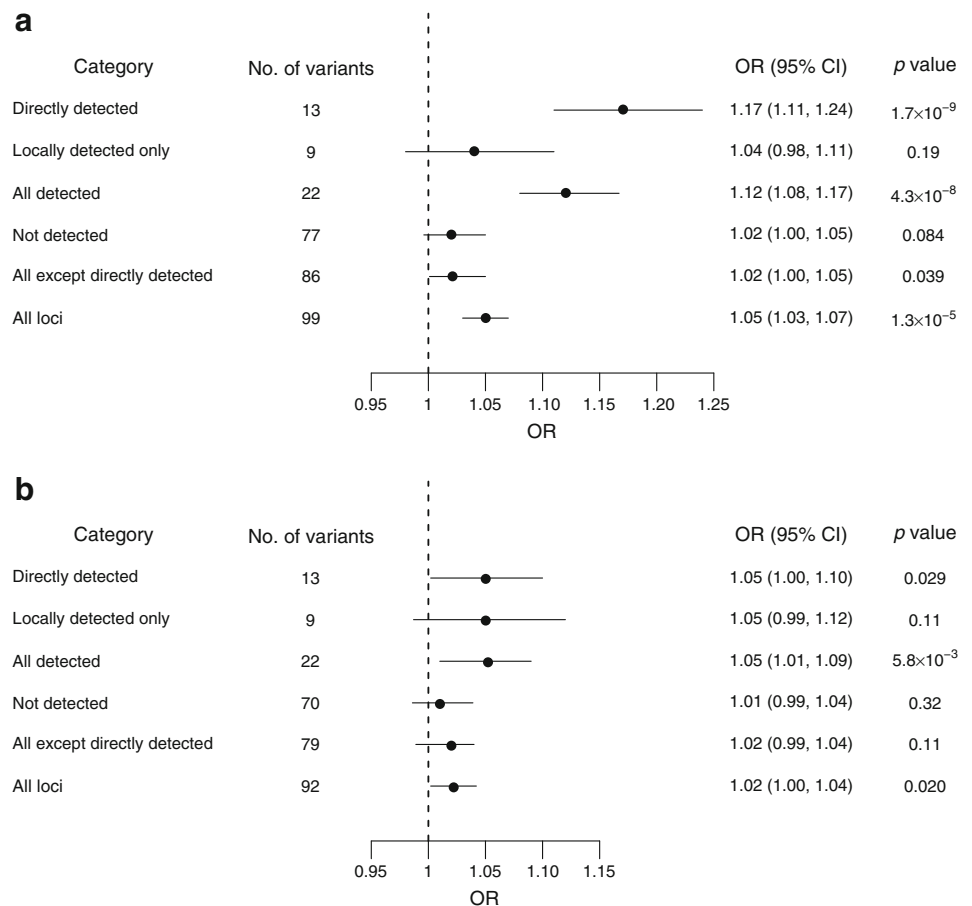 a
Category No. of variants OR (95% CI) p value
Directly detected 13 1.17 (1.11, 1.24) 1.7×10⁻⁹
Locally detected only 9 1.04 (0.98, 1.11) 0.19
All detected 22 1.12 (1.08, 1.17) 4.3×10⁻⁸
Not detected 77 1.02 (1.00, 1.05) 0.084
All except directly detected 86 1.02 (1.00, 1.05) 0.039
All loci 99 1.05 (1.03, 1.07) 1.3×10⁻⁵
0.95 1 1.05 1.10 1.15 1.20 1.25
OR
b
Category No. of variants OR (95% CI) p value
Directly detected 13 1.05 (1.00, 1.10) 0.029
Locally detected only 9 1.05 (0.99, 1.12) 0.11
All detected 22 1.05 (1.01, 1.09) 5.8×10⁻³
Not detected 70 1.01 (0.99, 1.04) 0.32
All except directly detected 79 1.02 (0.99, 1.04) 0.11
All loci 92 1.02 (1.00, 1.04) 0.020
0.95 1 1.05 1.10 1.15
OR